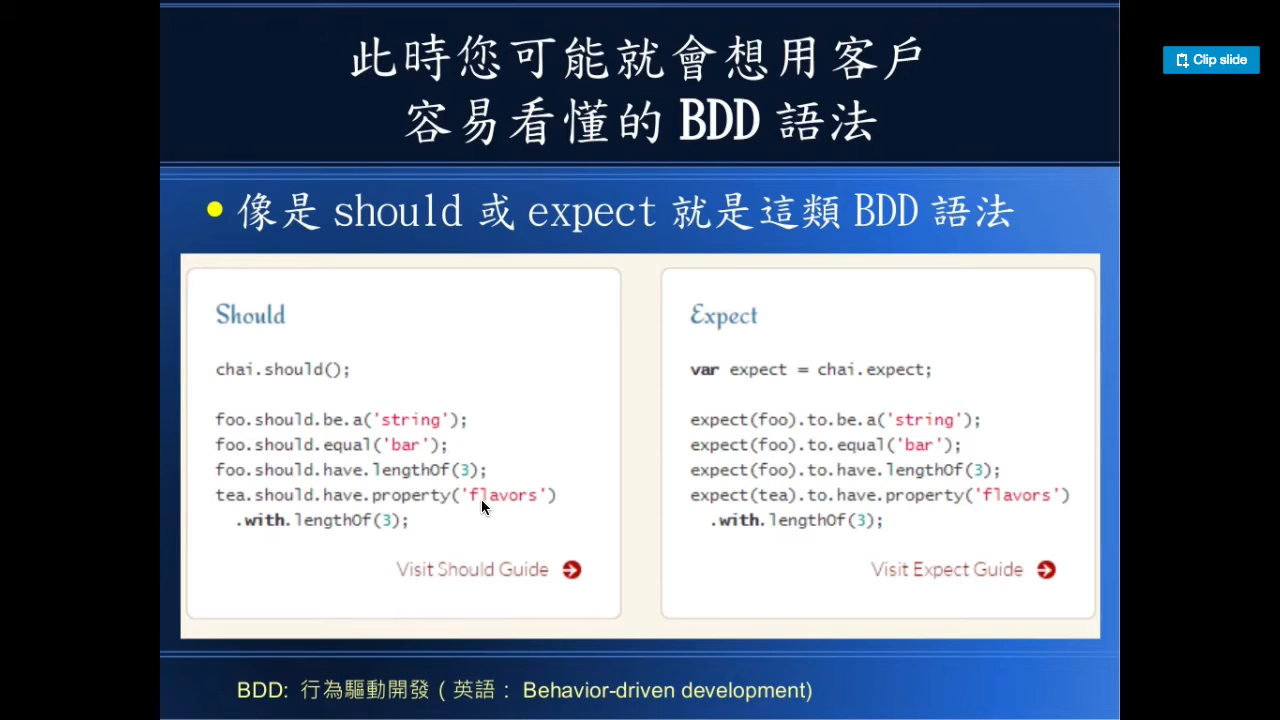 此時您可能就會想用客戶
容易看懂的 BDD 語法
Clip slide
像是 should 或 expect 就是這類 BDD 語法
Should
chai.should();
foo.should.be.a('string');
foo.should.equal('bar');
foo.should.have.lengthOf(3);
tea.should.have.property('flavors')
.with.lengthOf(3);
Visit Should Guide
Expect
var expect = chai.expect;
expect(foo).to.be.a('string');
expect(foo).to.equal('bar');
expect(foo).to.have.lengthOf(3);
expect(tea).to.have.property('flavors')
.with.lengthOf(3);
Visit Expect Guide
BDD: 行為驅動開發 ( 英語： Behavior-driven development)